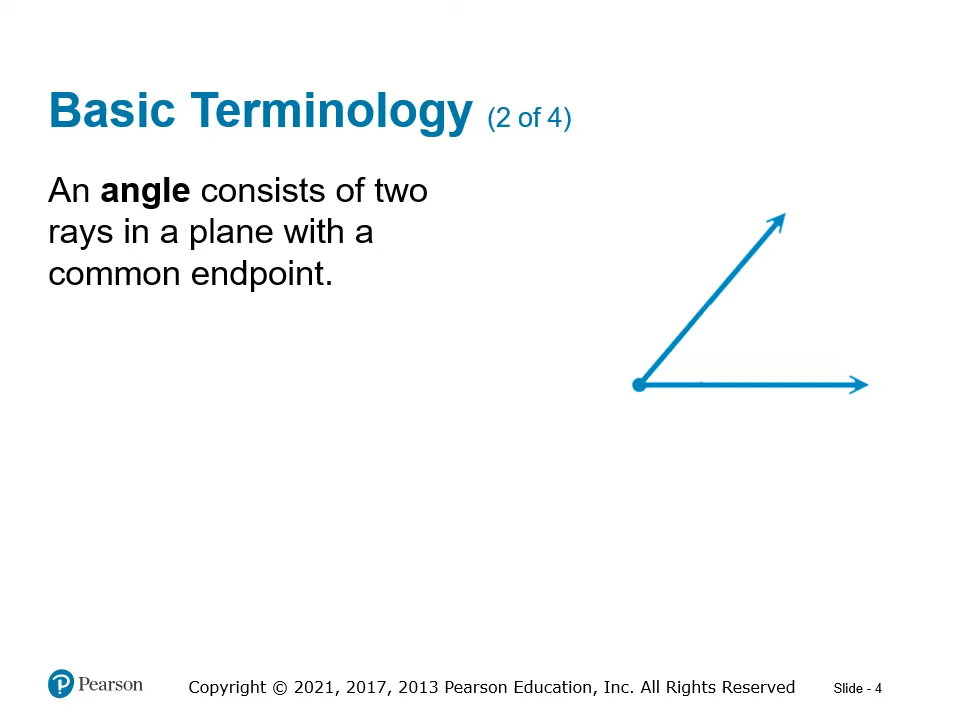 Basic Terminology (2 of 4)
An angle consists of two
rays in a plane with a
common endpoint.
Pearson
Copyright © 2021, 2017, 2013 Pearson Education, Inc. All Rights Reserved
Slide - 4